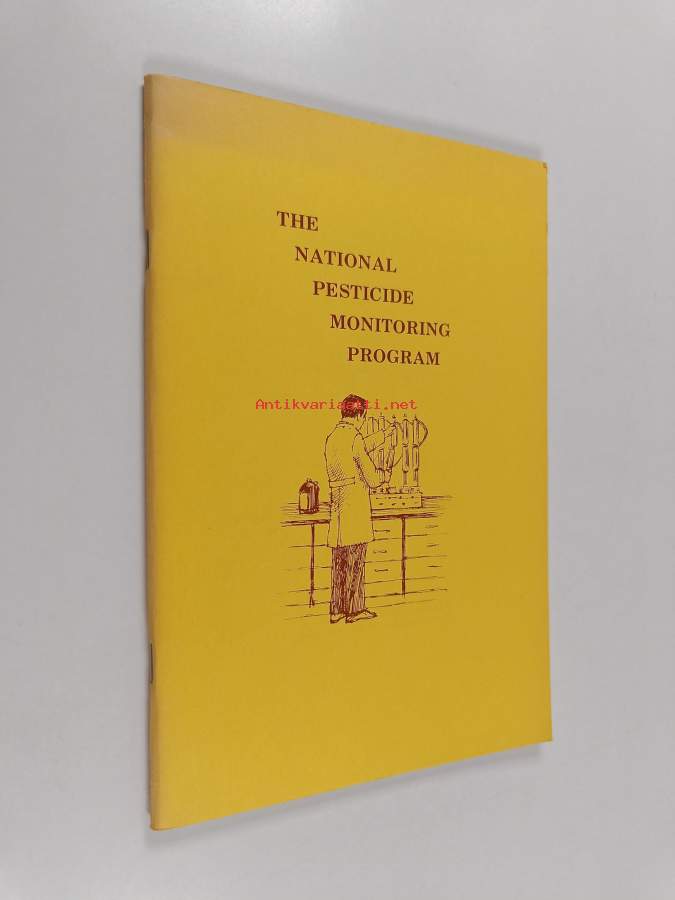 THE
NATIONAL
PESTICIDE
MONITORING
PROGRAM
Antikvariaatti.net